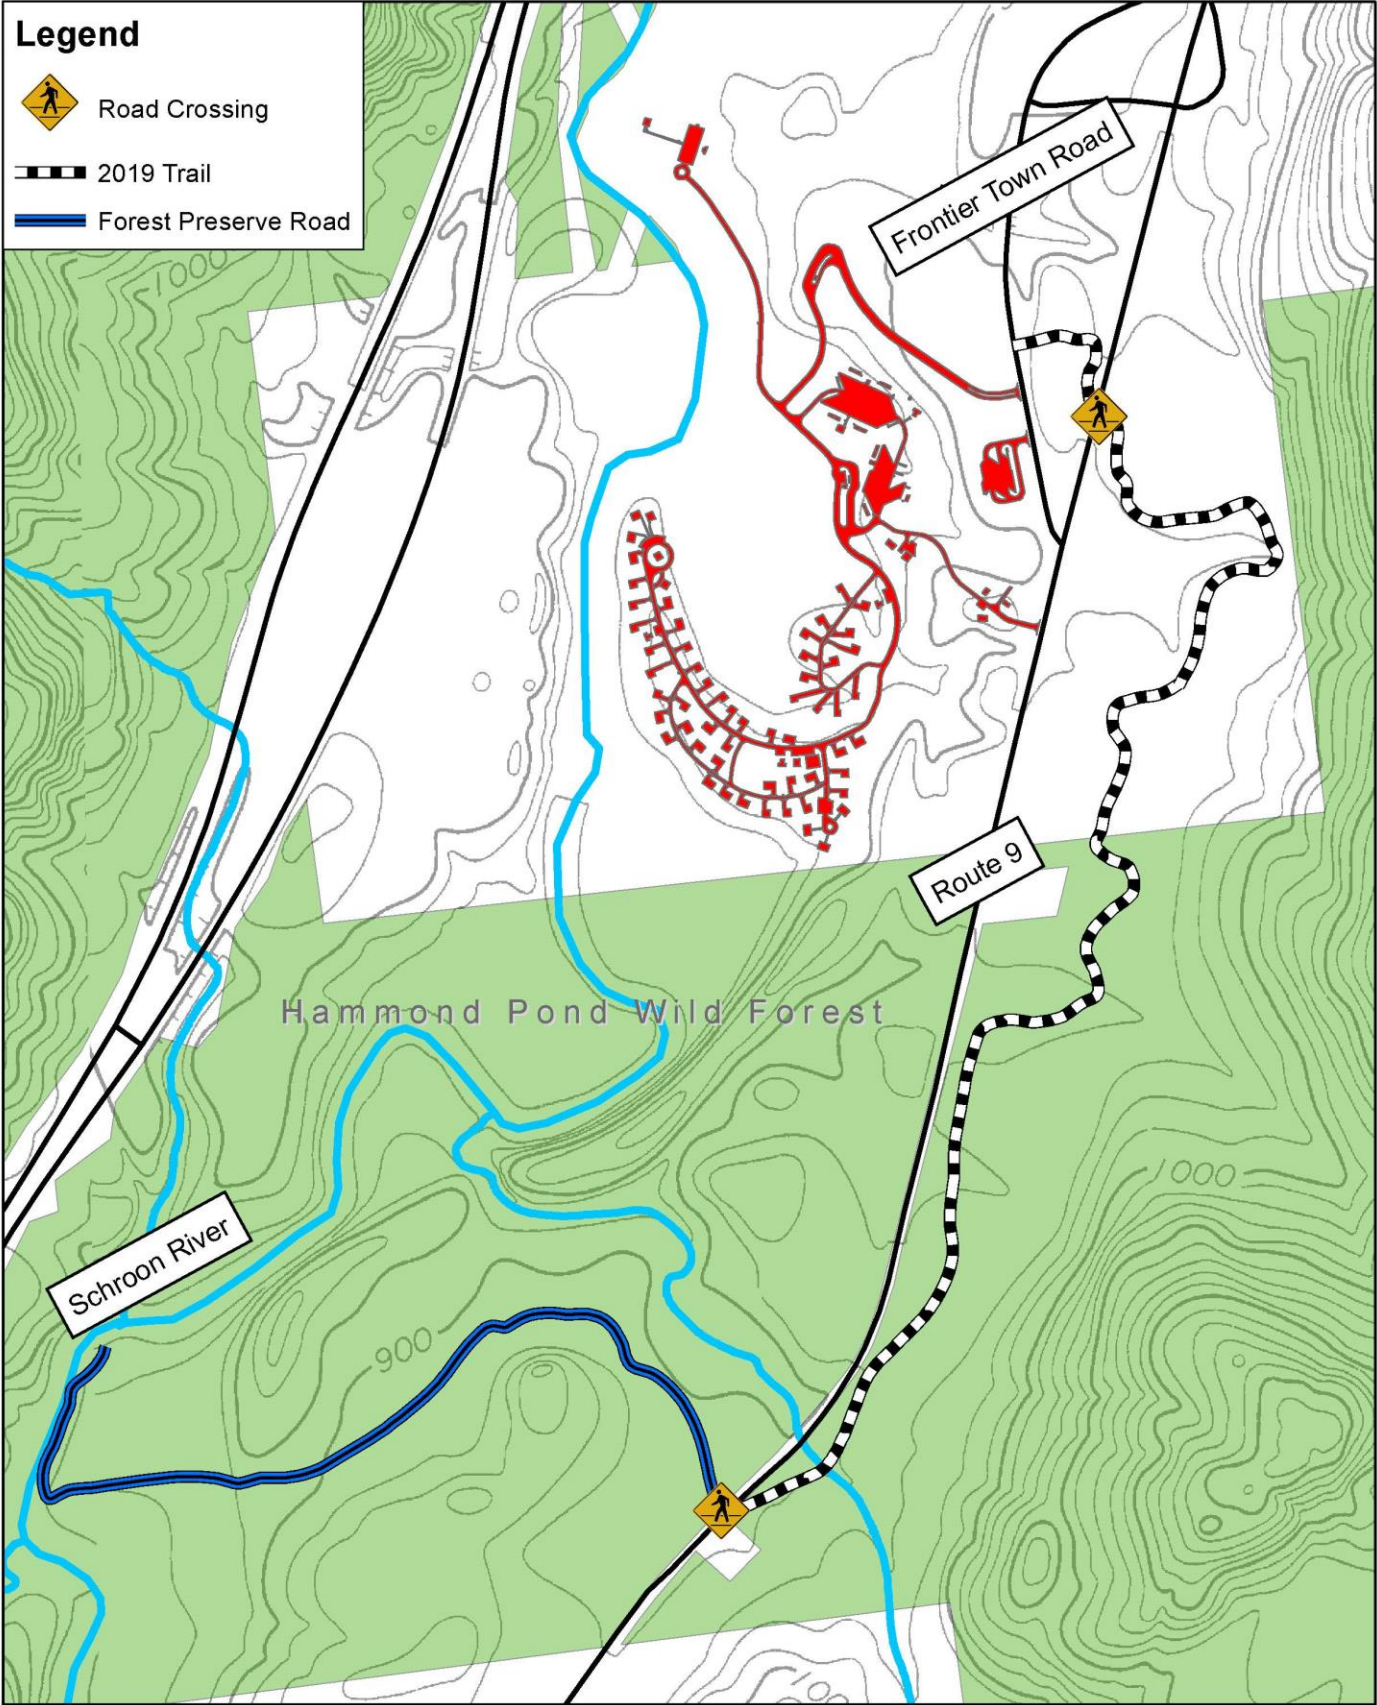 Legend
Road Crossing
2019 Trail
Forest Preserve Road
1000
Frontier Town Road
Route 9
Hammond Pond Wild Forest
Schroon River
900